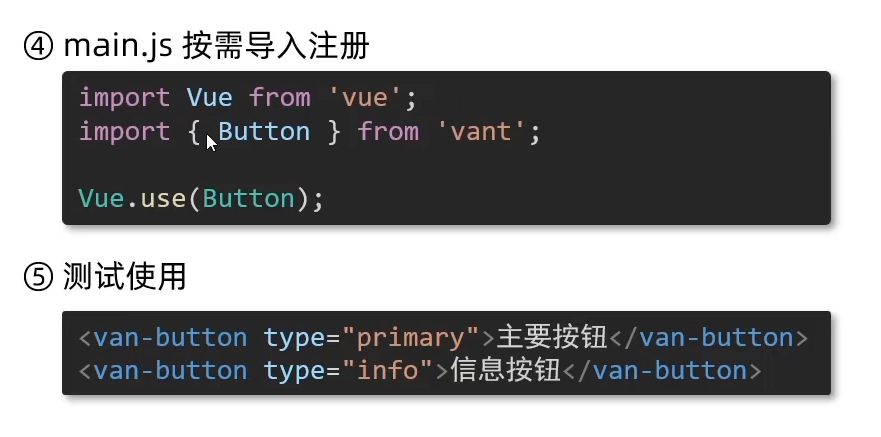 ④ main.js 按需导入注册
import Vue from 'vue';
import { Button } from 'vant';
Vue.use(Button);
⑤ 测试使用
<van-button type="primary">主要按钮</van-button>
<van-button type="info">信息按钮</van-button>